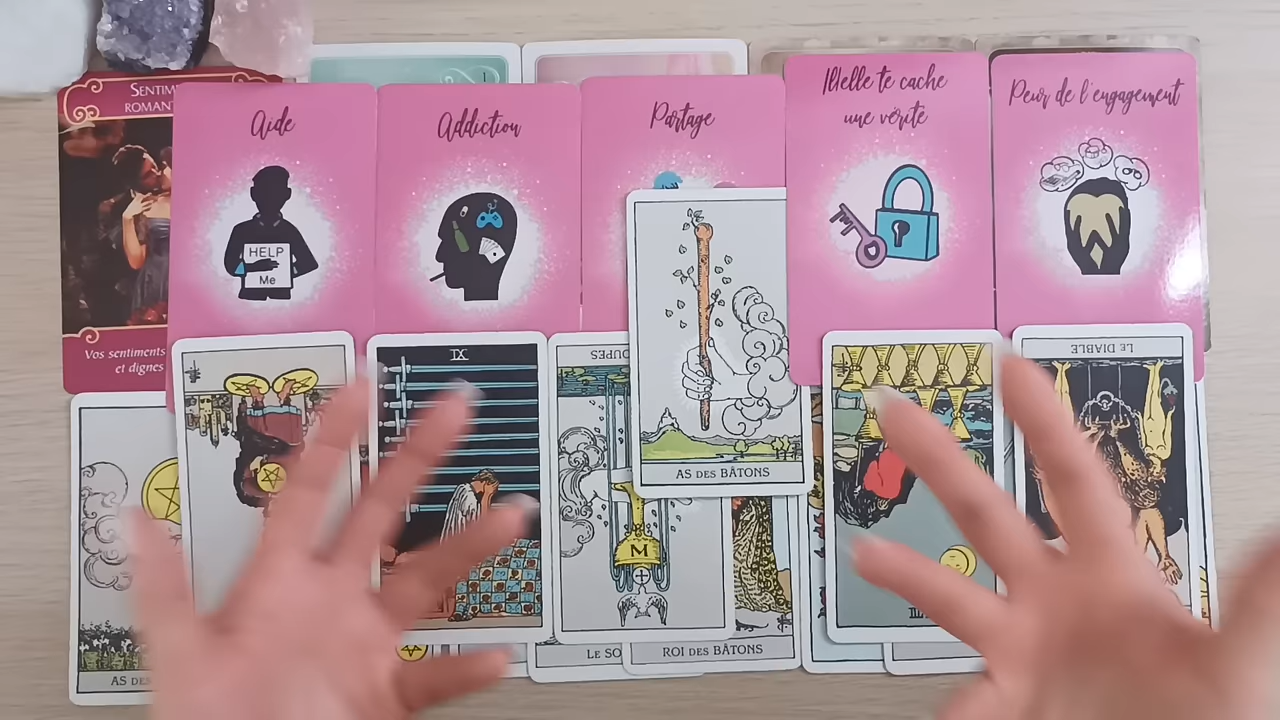 SENTIM
ROMANT
Aide
Addiction
Partage
Il/elle te cache
une vérité
Peur de l'engagement
HELP
Me
Vos sentiments
et dignes
IX
OUPES
LE DIABLE
AS DES BÂTONS
M
AS DE
LE SO
ROI DES BÂTONS